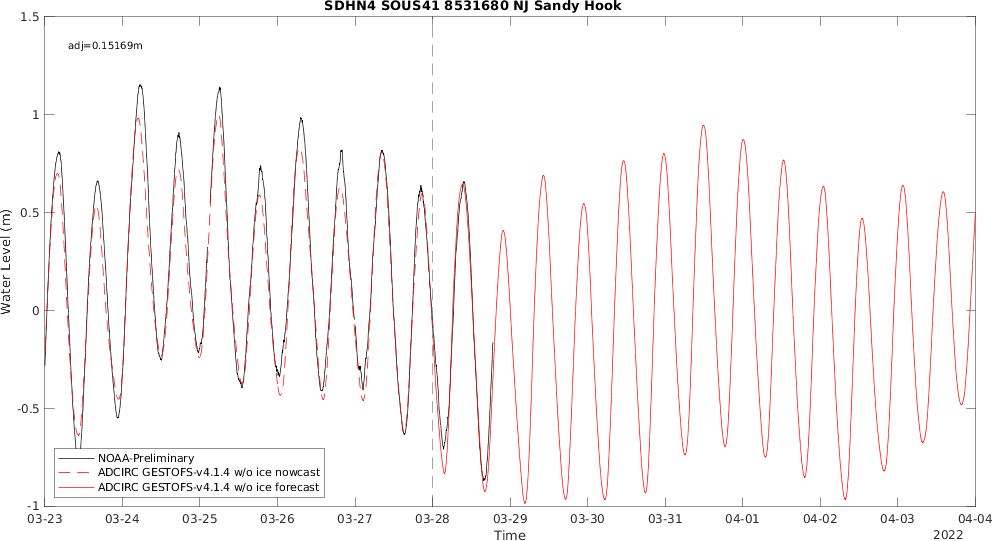 SDHN4 SOUS41 8531680 NJ Sandy Hook
adj=0.15169m
1.5
1
0.5
0
-0.5
-1
Water Level (m)
NOAA-Preliminary
ADCIRC GESTOFS-v4.1.4 w/o ice nowcast
ADCIRC GESTOFS-v4.1.4 w/o ice forecast
03-23 03-24 03-25 03-26 03-27 03-28 03-29 03-30 03-31 04-01 04-02 04-03 04-04
Time
2022